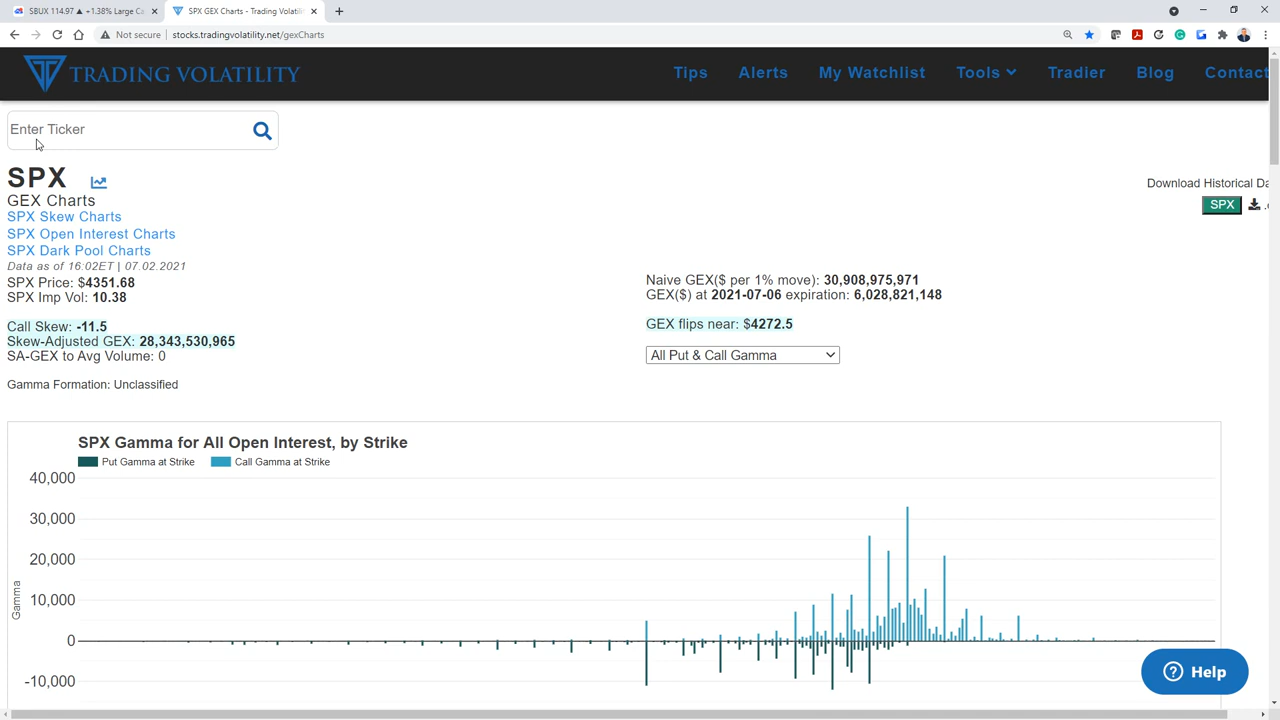 SBUX 114.97 ▲ +1.38% Large Ca
SPX GEX Charts - Trading Volatili
Not secure | stocks.tradingvolatility.net/gexCharts
TRADING VOLATILITY
Tips Alerts My Watchlist Tools Tradier Blog Contact
Enter Ticker
SPX
GEX Charts
SPX Skew Charts
SPX Open Interest Charts
SPX Dark Pool Charts
Data as of 16:02ET | 07.02.2021
SPX Price: $4351.68
SPX Imp Vol: 10.38
Call Skew: -11.5
Skew-Adjusted GEX: 28,343,530,965
SA-GEX to Avg Volume: 0
Gamma Formation: Unclassified
Download Historical Da
SPX .c
Naive GEX($ per 1% move): 30,908,975,971
GEX($) at 2021-07-06 expiration: 6,028,821,148
GEX flips near: $4272.5
All Put & Call Gamma
SPX Gamma for All Open Interest, by Strike
Put Gamma at Strike Call Gamma at Strike
40,000
30,000
20,000
10,000
0
-10,000
Gamma
Help